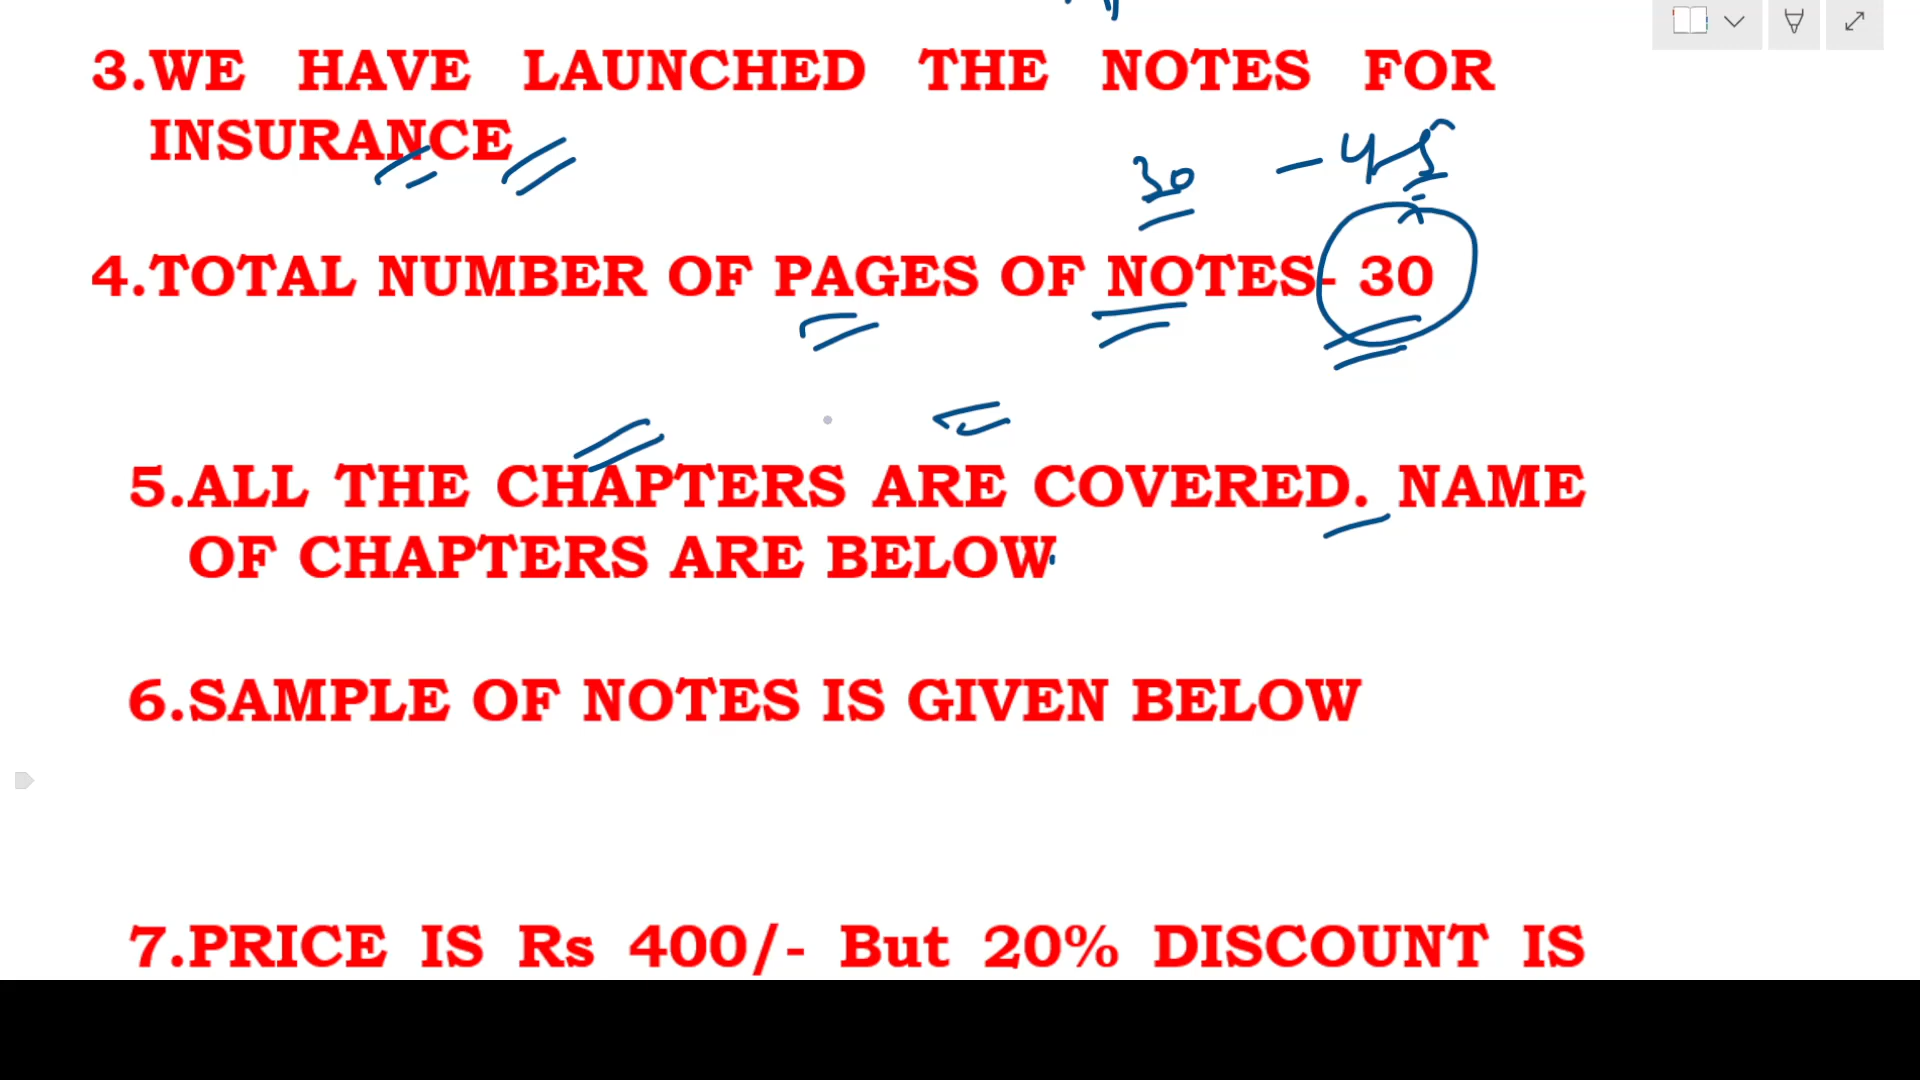 3.WE HAVE LAUNCHED THE NOTES FOR
INSURANCE
30 - 45
4.TOTAL NUMBER OF PAGES OF NOTES- 30
5.ALL THE CHAPTERS ARE COVERED. NAME
OF CHAPTERS ARE BELOW
6.SAMPLE OF NOTES IS GIVEN BELOW
7.PRICE IS Rs 400/- But 20% DISCOUNT IS